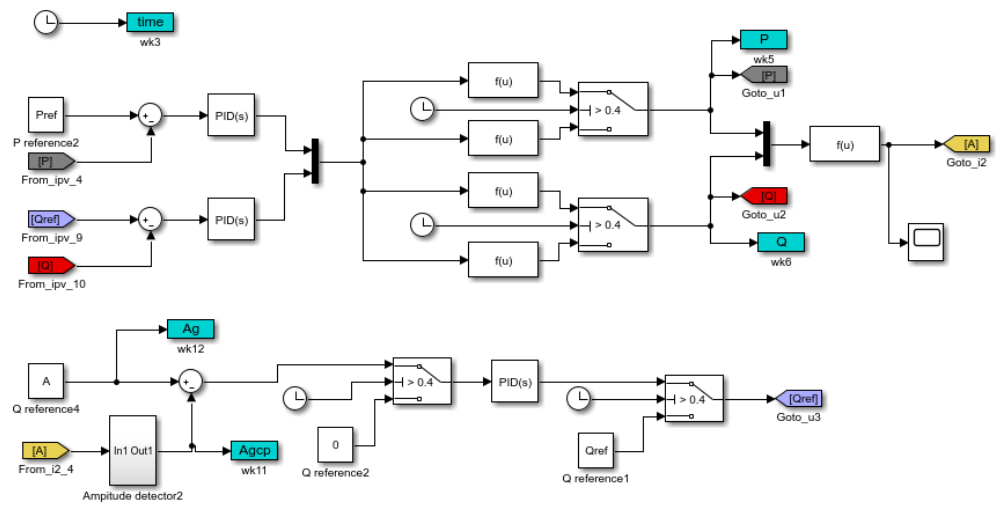 time
wk3
P
wk5
[P]
Goto_u1
f(u)
> 0.4
Pref
P reference2
+
−
PID(s)
f(u)
[P]
From_ipv_4
f(u)
[A]
Goto_i2
f(u)
[Qref]
From_ipv_9
+
−
PID(s)
> 0.4
[Q]
Goto_u2
Q
wk6
[Q]
From_ipv_10
f(u)
Ag
wk12
A
Q reference4
+
−
> 0.4
PID(s)
> 0.4
[Qref]
Goto_u3
0
Q reference2
Qref
Q reference1
[A]
From_i2_4
In1 Out1
Ampitude detector2
Agcp
wk11